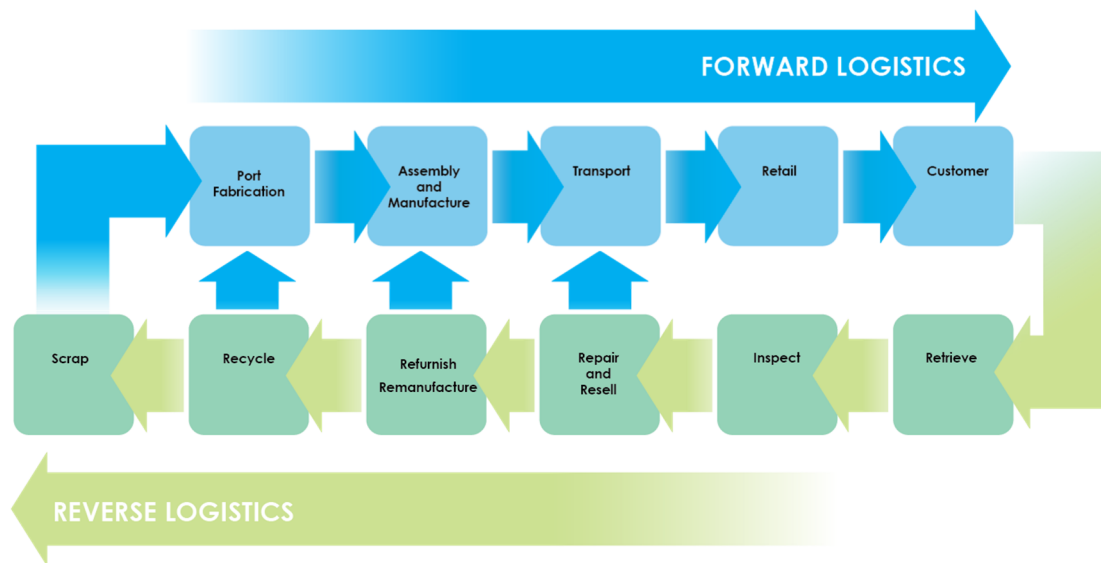 FORWARD LOGISTICS
Port
Fabrication
Assembly
and
Manufacture
Transport
Retail
Customer
Scrap
Recycle
Refurnish
Remanufacture
Repair
and
Resell
Inspect
Retrieve
REVERSE LOGISTICS